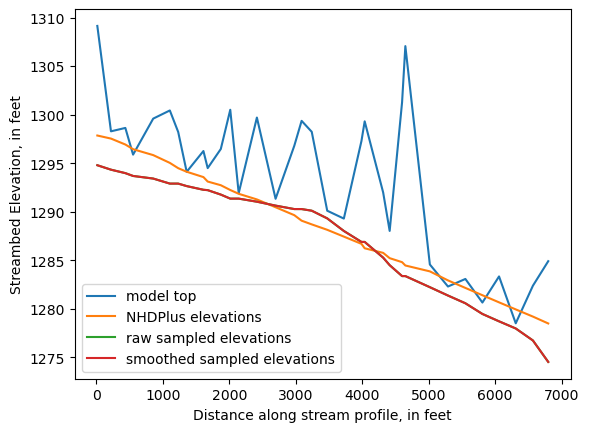 1310
1305
1300
1295
1290
1285
1280
1275
Streambed Elevation, in feet
model top
NHDPlus elevations
raw sampled elevations
smoothed sampled elevations
0 1000 2000 3000 4000 5000 6000 7000
Distance along stream profile, in feet